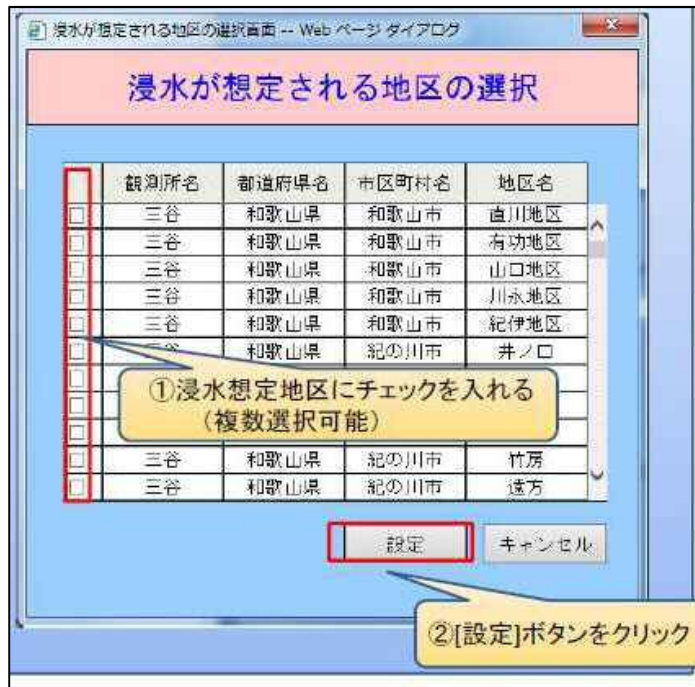 浸水が想定される地区の選択画面 -- Web ページ ダイアログ
浸水が想定される地区の選択
観測所名 都道府県名 市区町村名 地区名
三谷 和歌山県 和歌山市 直川地区
三谷 和歌山県 和歌山市 有功地区
三谷 和歌山県 和歌山市 山口地区
三谷 和歌山県 和歌山市 川永地区
三谷 和歌山県 和歌山市 紀伊地区
和歌山県 紀の川市 井ノ口
①浸水想定地区にチェックを入れる
(複数選択可能)
三谷 和歌山県 紀の川市 竹房
三谷 和歌山県 紀の川市 遠方
設定 キャンセル
②[設定]ボタンをクリック